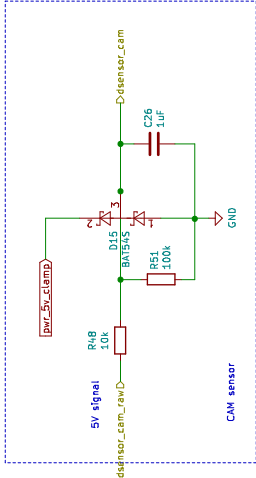 CAM sensor
5V signal
dsensor_cam_raw
R48
10k
R51
100k
D15
BAT54S
1
2
3
pwr_5v_clamp
C26
1uF
GND
dsensor_cam